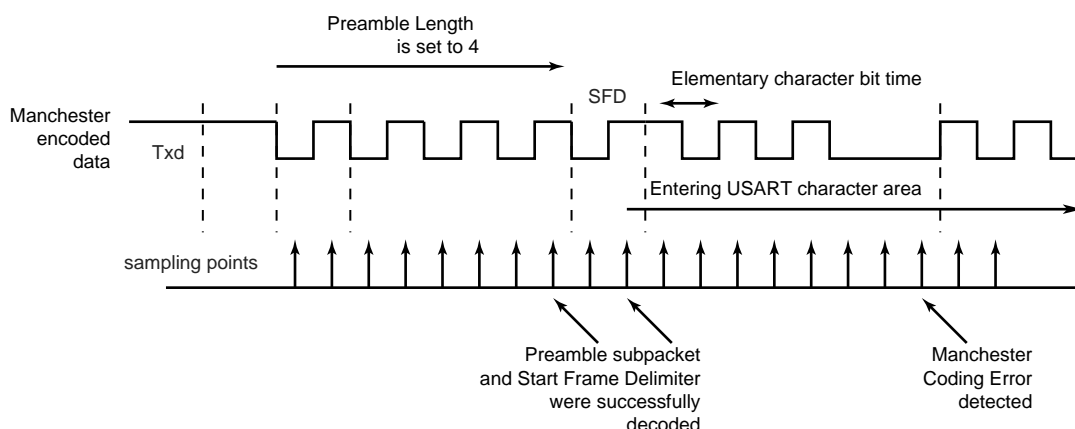 Preamble Length
is set to 4
Elementary character bit time
SFD
Manchester
encoded
data
Txd
Entering USART character area
sampling points
Preamble subpacket
and Start Frame Delimiter
were successfully
decoded
Manchester
Coding Error
detected